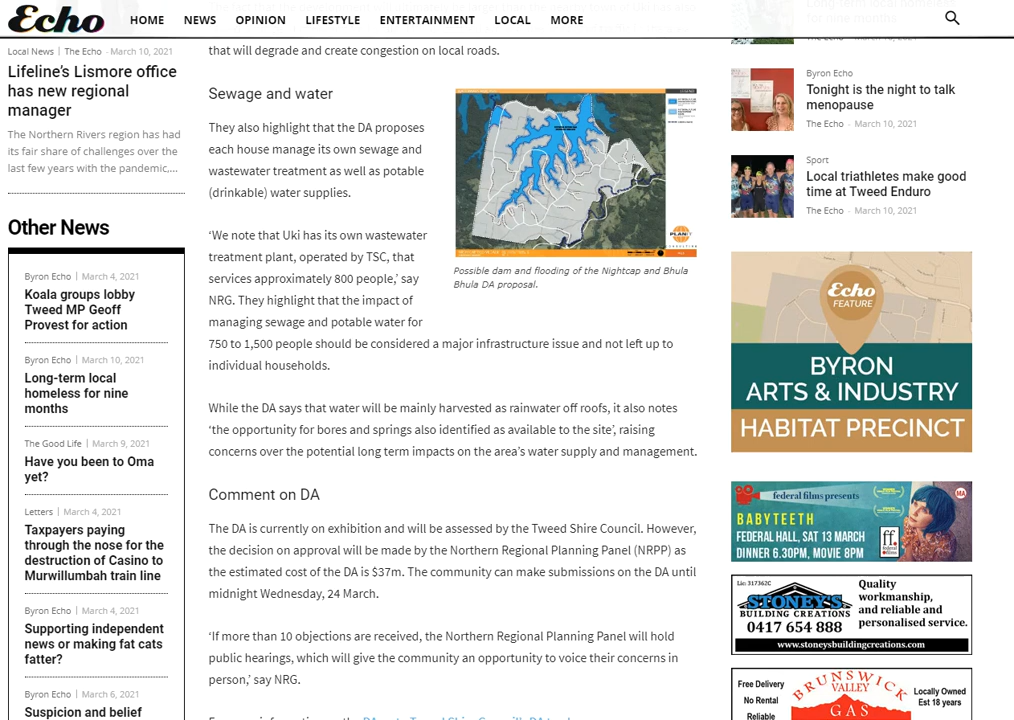 Echo
HOME NEWS OPINION LIFESTYLE ENTERTAINMENT LOCAL MORE
Local News | The Echo - March 10, 2021
Lifeline's Lismore office
has new regional
manager
The Northern Rivers region has had
its fair share of challenges over the
last few years with the pandemic,...
Other News
Byron Echo | March 4, 2021
Koala groups lobby
Tweed MP Geoff
Provest for action
Byron Echo | March 10, 2021
Long-term local
homeless for nine
months
The Good Life | March 9, 2021
Have you been to Oma
yet?
Letters | March 4, 2021
Taxpayers paying
through the nose for the
destruction of Casino to
Murwillumbah train line
Byron Echo | March 4, 2021
Supporting independent
news or making fat cats
fatter?
Byron Echo | March 6, 2021
Suspicion and belief
that will degrade and create congestion on local roads.
Sewage and water
They also highlight that the DA proposes
each house manage its own sewage and
wastewater treatment as well as potable
(drinkable) water supplies.
'We note that Uki has its own wastewater
treatment plant, operated by TSC, that
services approximately 800 people,' say
NRG. They highlight that the impact of
managing sewage and potable water for
750 to 1,500 people should be considered a major infrastructure issue and not left up to
individual households.
Possible dam and flooding of the Nightcap and Bhula
Bhula DA proposal.
While the DA says that water will be mainly harvested as rainwater off roofs, it also notes
'the opportunity for bores and springs also identified as available to the site', raising
concerns over the potential long term impacts on the area's water supply and management.
Comment on DA
The DA is currently on exhibition and will be assessed by the Tweed Shire Council. However,
the decision on approval will be made by the Northern Regional Planning Panel (NRPP) as
the estimated cost of the DA is $37m. The community can make submissions on the DA until
midnight Wednesday, 24 March.
'If more than 10 objections are received, the Northern Regional Planning Panel will hold
public hearings, which will give the community an opportunity to voice their concerns in
person,' say NRG.
Long-term local homeless
for nine months
Byron Echo
Tonight is the night to talk
menopause
The Echo - March 10, 2021
Sport
Local triathletes make good
time at Tweed Enduro
The Echo - March 10, 2021
Echo
FEATURE
BYRON
ARTS & INDUSTRY
HABITAT PRECINCT
federal films presents
BABYTEETH
FEDERAL HALL, SAT 13 MARCH
DINNER 6.30PM, MOVIE 8PM
ff
MA
Lic: 317362C
STONEY'S
BUILDING CREATIONS
0417 654 888
Quality
workmanship,
and reliable and
personalised service.
www.stoneysbuildingcreations.com
Free Delivery
No Rental
Reliable
BRUNSWICK
VALLEY
GAS
Locally Owned
Est 18 years